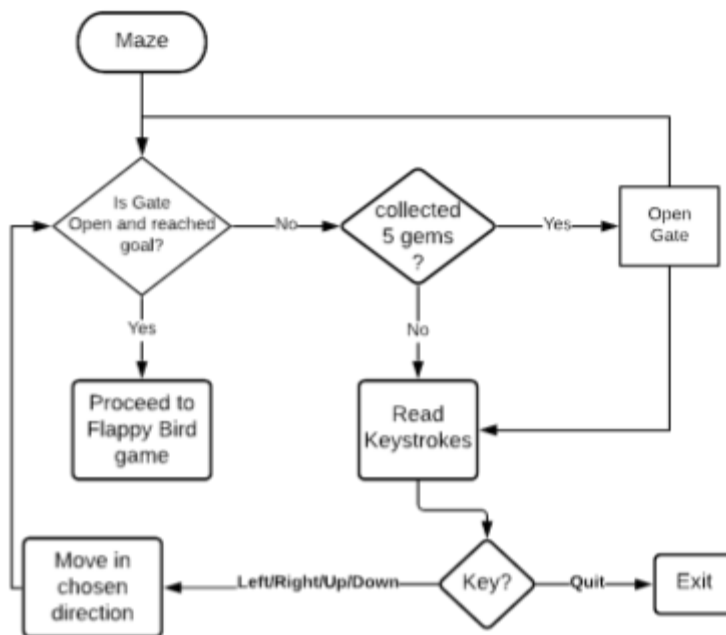 Maze
Is Gate
Open and reached
goal?
No
collected
5 gems
?
Yes
Open
Gate
Yes
No
Proceed to
Flappy Bird
game
Read
Keystrokes
Move in
chosen
direction
Left/Right/Up/Down
Key?
Quit
Exit